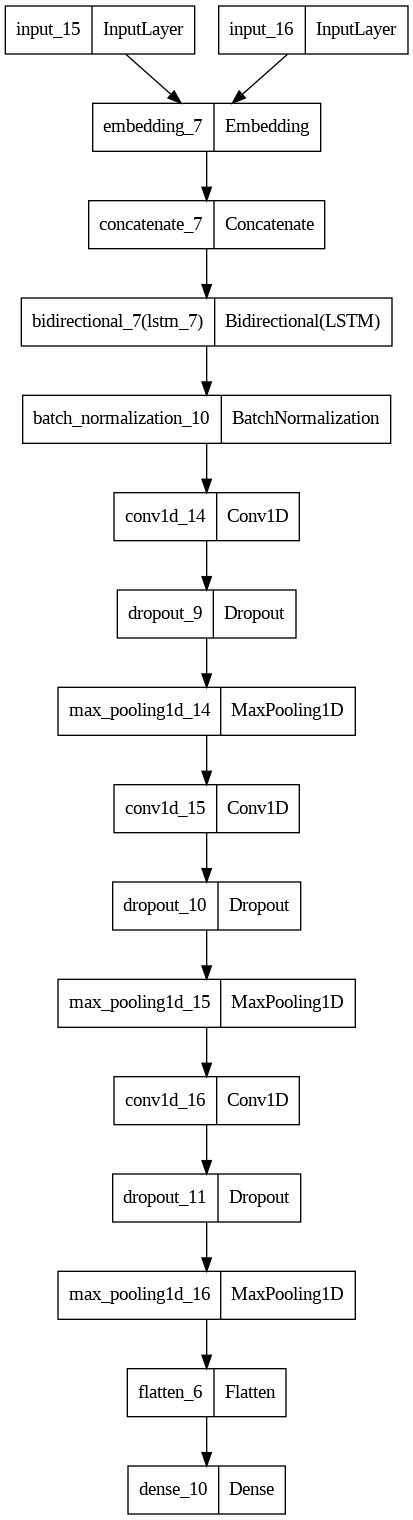 input_15 InputLayer input_16 InputLayer
embedding_7 Embedding
concatenate_7 Concatenate
bidirectional_7(lstm_7) Bidirectional(LSTM)
batch_normalization_10 BatchNormalization
conv1d_14 Conv1D
dropout_9 Dropout
max_pooling1d_14 MaxPooling1D
conv1d_15 Conv1D
dropout_10 Dropout
max_pooling1d_15 MaxPooling1D
conv1d_16 Conv1D
dropout_11 Dropout
max_pooling1d_16 MaxPooling1D
flatten_6 Flatten
dense_10 Dense